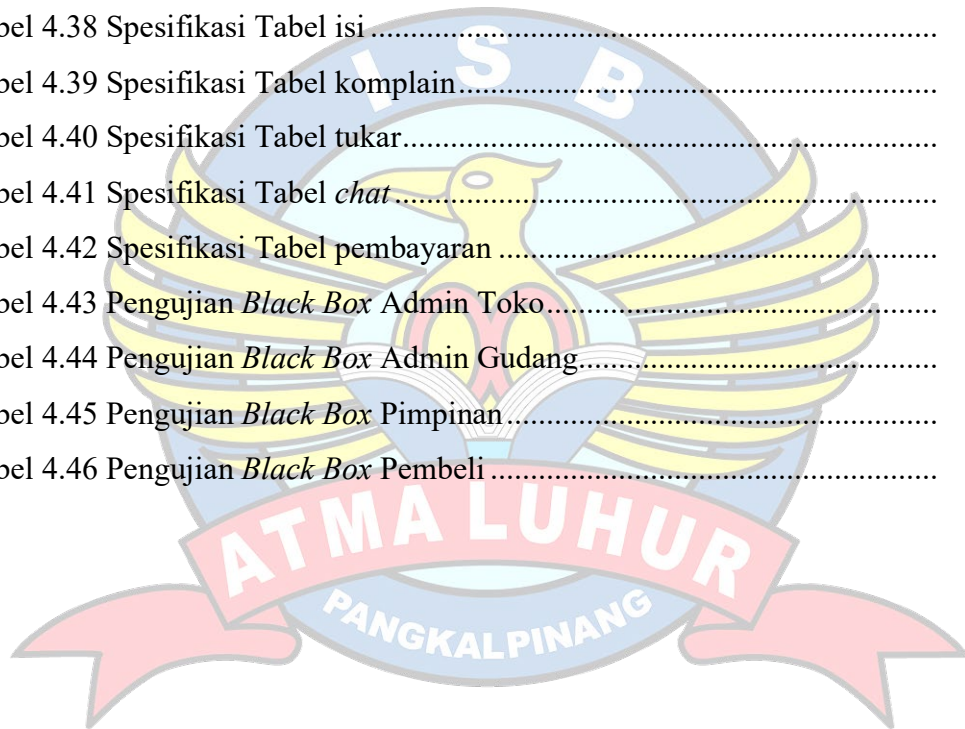 bel 4.38 Spesifikasi Tabel isi ........................................................................
bel 4.39 Spesifikasi Tabel komplain............................................................
bel 4.40 Spesifikasi Tabel tukar....................................................................
bel 4.41 Spesifikasi Tabel chat.....................................................................
bel 4.42 Spesifikasi Tabel pembayaran .......................................................
bel 4.43 Pengujian Black Box Admin Toko.................................................
bel 4.44 Pengujian Black Box Admin Gudang.............................................
bel 4.45 Pengujian Black Box Pimpinan......................................................
bel 4.46 Pengujian Black Box Pembeli ........................................................
I S B
ATMA LUHUR
PANGKALPINANG